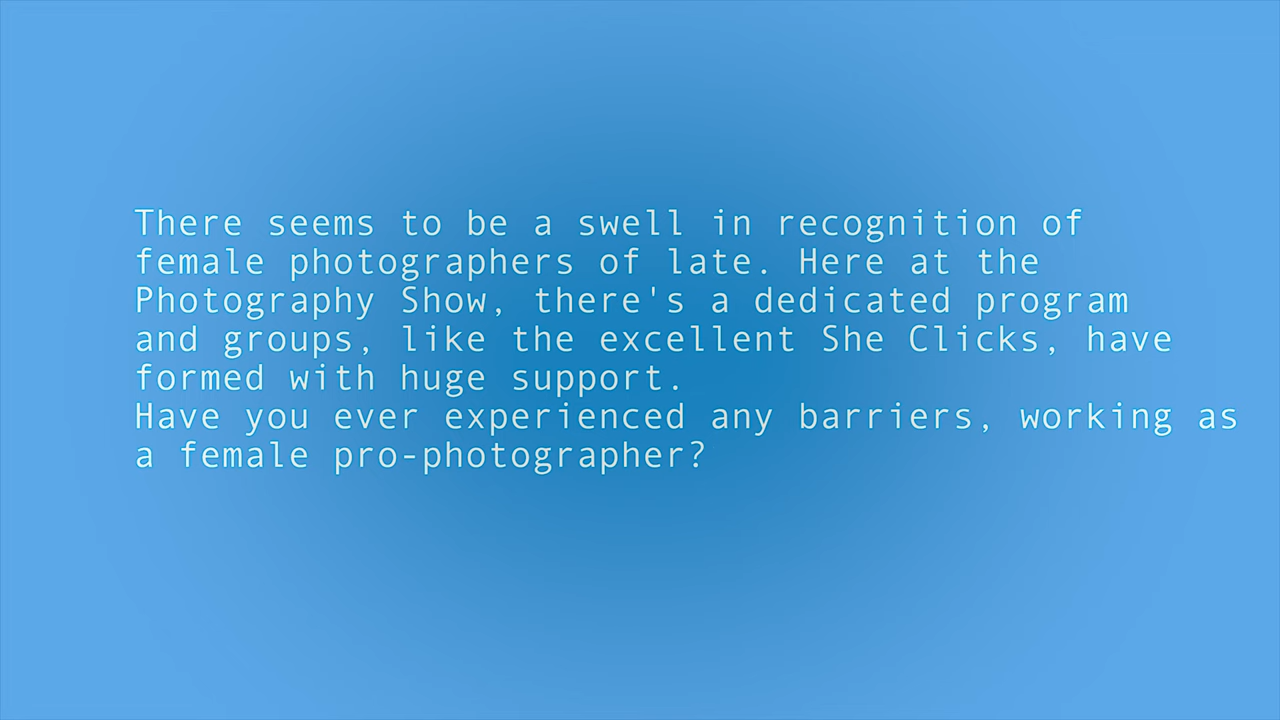 There seems to be a swell in recognition of
female photographers of late. Here at the
Photography Show, there's a dedicated program
and groups, like the excellent She Clicks, have
formed with huge support.
Have you ever experienced any barriers, working as
a female pro-photographer?